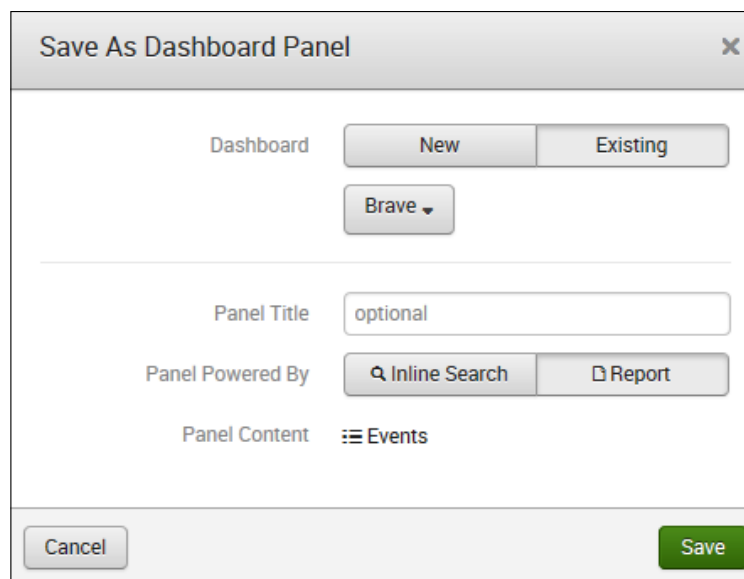 Save As Dashboard Panel
Dashboard New Existing
Brave
Panel Title optional
Panel Powered By Inline Search Report
Panel Content Events
Cancel Save